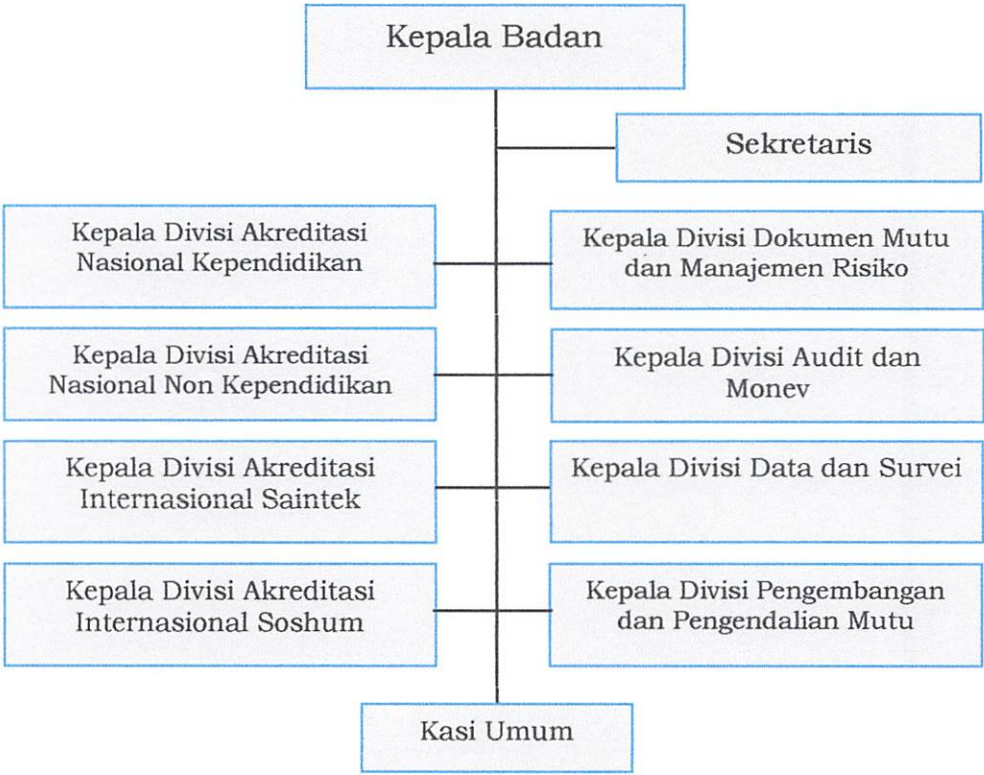 Kepala Badan
Sekretaris
Kepala Divisi Akreditasi
Nasional Kependidikan
Kepala Divisi Dokumen Mutu
dan Manajemen Risiko
Kepala Divisi Akreditasi
Nasional Non Kependidikan
Kepala Divisi Audit dan
Monev
Kepala Divisi Akreditasi
Internasional Saintek
Kepala Divisi Data dan Survei
Kepala Divisi Akreditasi
Internasional Soshum
Kepala Divisi Pengembangan
dan Pengendalian Mutu
Kasi Umum